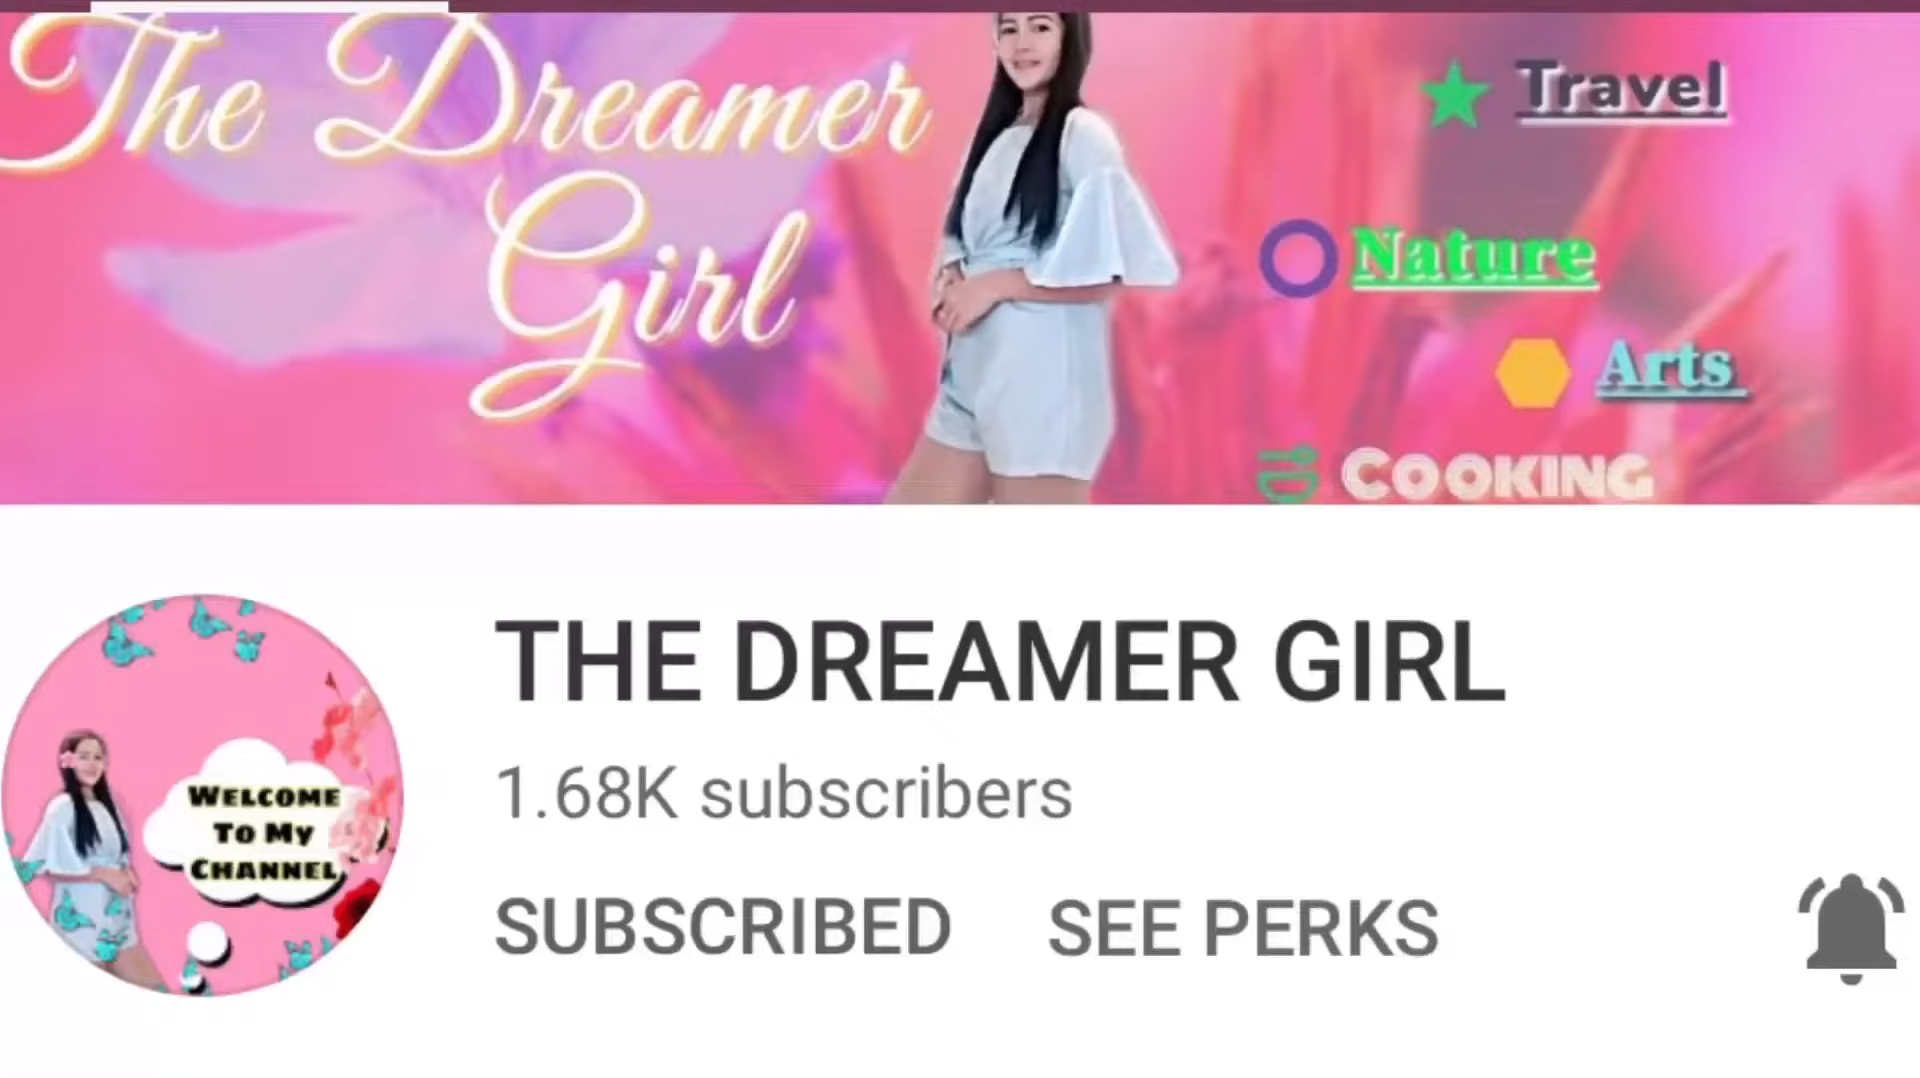 The Dreamer
Girl
Travel
Nature
Arts
COOKING
WELCOME
TO MY
CHANNEL
THE DREAMER GIRL
1.68K subscribers
SUBSCRIBED SEE PERKS